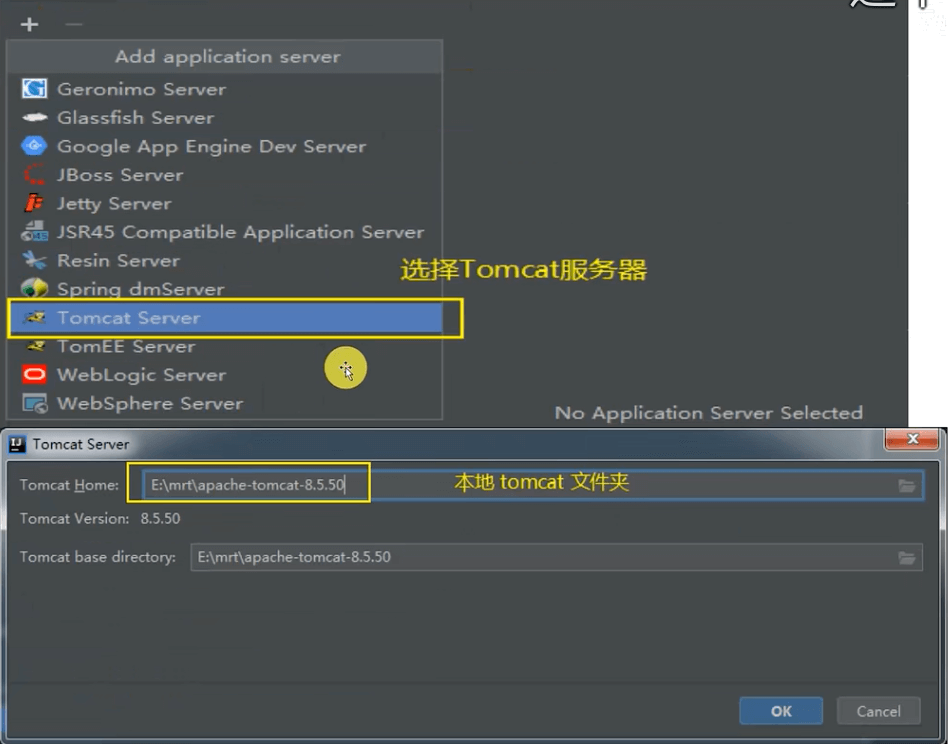 Add application server
Geronimo Server
Glassfish Server
Google App Engine Dev Server
JBoss Server
Jetty Server
JSR45 Compatible Application Server
Resin Server
选择Tomcat服务器
Spring dmServer
Tomcat Server
TomEE Server
WebLogic Server
WebSphere Server
No Application Server Selected
Tomcat Server
Tomcat Home: E:\mrt\apache-tomcat-8.5.50 本地 tomcat 文件夹
Tomcat Version: 8.5.50
Tomcat base directory: E:\mrt\apache-tomcat-8.5.50
OK Cancel